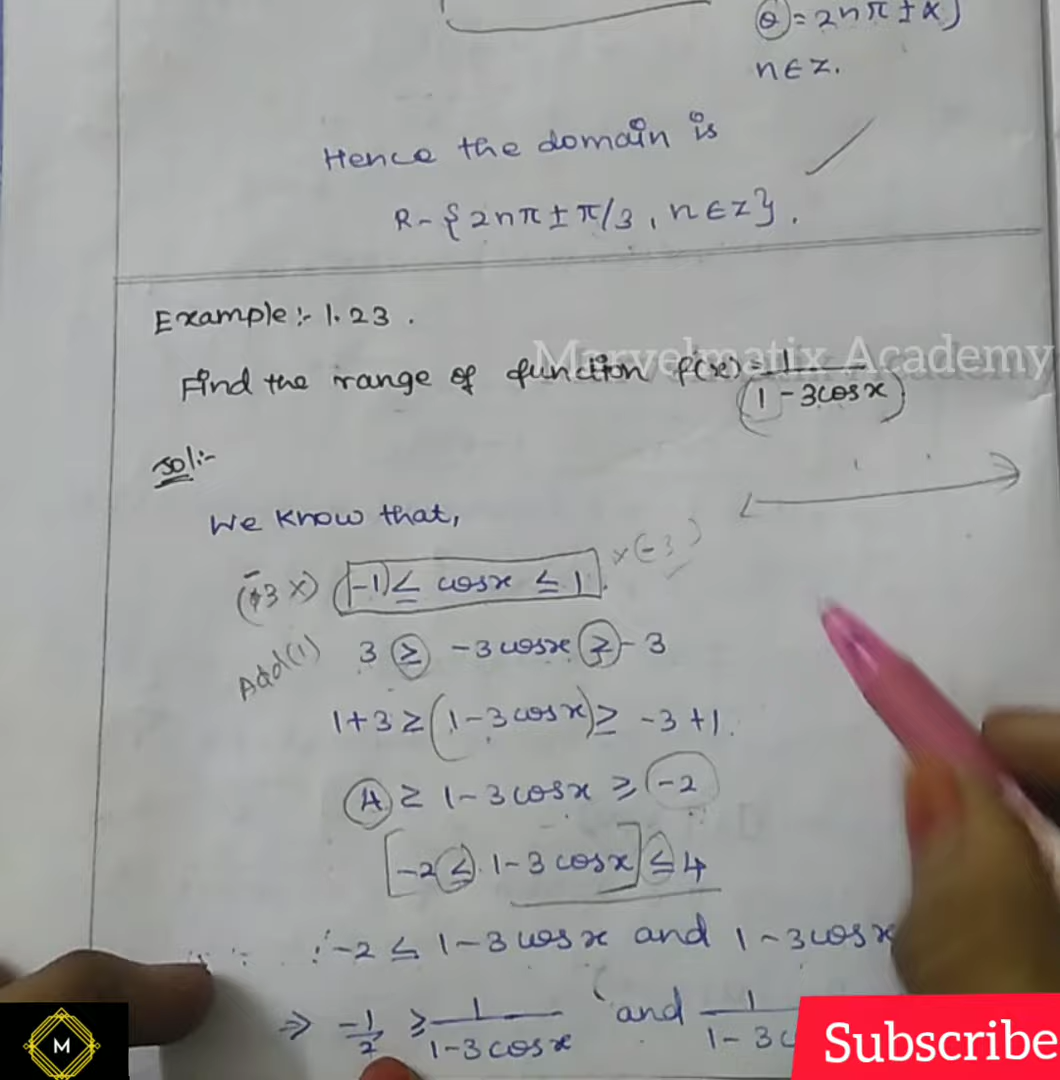 θ = 2nπ ± α
n∈z.
Hence the domain is
R-{2nπ±π/3, n∈z}.
Example:- 1.23.
Marvelmatix Academy
Find the range of function f(x)=1/(1-3cosx)
Sol:-
We know that,
(-3x) -1 ≤ cosx ≤ 1. x(-3)
Add(1) 3 ≥ -3cosx ≥ -3
1+3 ≥ (1-3cosx) ≥ -3+1.
4 ≥ 1-3cosx ≥ -2
[-2 ≤ 1-3cosx] ≤ 4
∴ -2 ≤ 1-3cosx and 1-3cosx
⇒ -1/2 ≥ 1/(1-3cosx) and 1/(1-3c
M
Subscribe